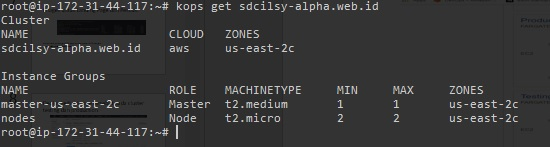 root@ip-172-31-44-117:~# kops get sdcilsy-alpha.web.id
Cluster
NAME CLOUD ZONES
sdcilsy-alpha.web.id aws us-east-2c
Instance Groups
NAME ROLE MACHINETYPE MIN MAX ZONES
master-us-east-2c Master t2.medium 1 1 us-east-2c
nodes Node t2.micro 2 2 us-east-2c
root@ip-172-31-44-117:~#